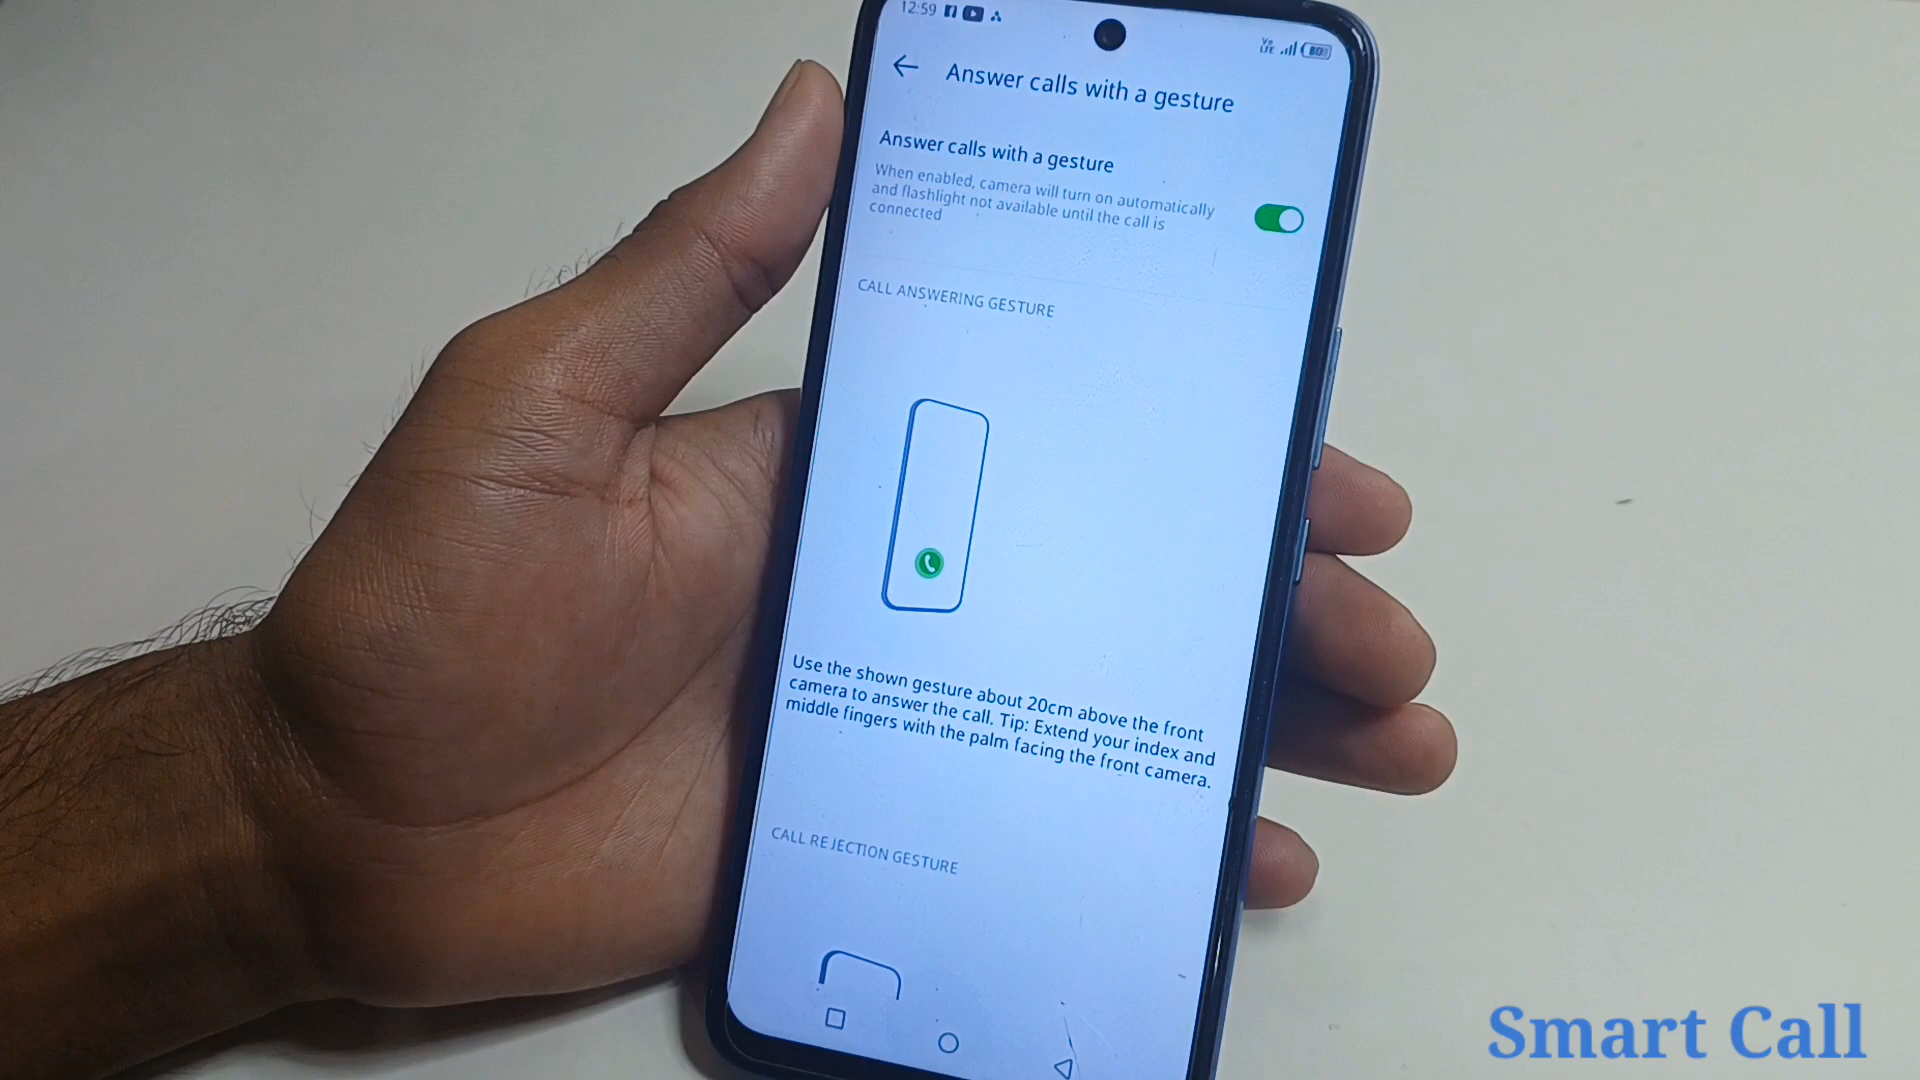 12:59
Vo LTE 80
Answer calls with a gesture
Answer calls with a gesture
When enabled, camera will turn on automatically
and flashlight not available until the call is
connected
CALL ANSWERING GESTURE
Use the shown gesture about 20cm above the front
camera to answer the call. Tip: Extend your index and
middle fingers with the palm facing the front camera.
CALL REJECTION GESTURE
Smart Call